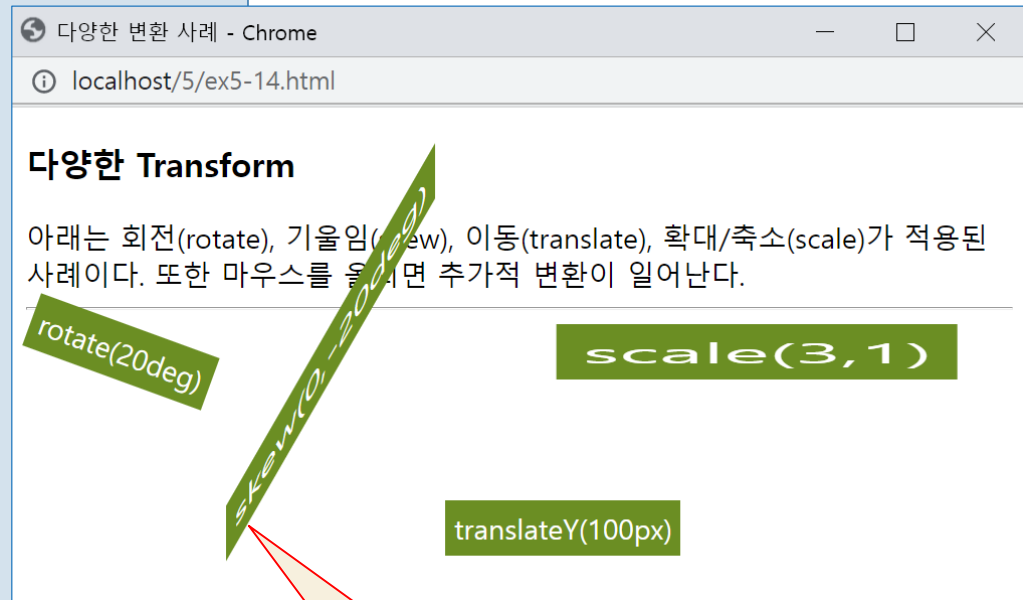 다양한 변환 사례 - Chrome
localhost/5/ex5-14.html
다양한 Transform
아래는 회전(rotate), 기울임(skew), 이동(translate), 확대/축소(scale)가 적용된
사례이다. 또한 마우스를 올리면 추가적 변환이 일어난다.
rotate(20deg)
skew(0, -20deg)
scale(3,1)
translateY(100px)